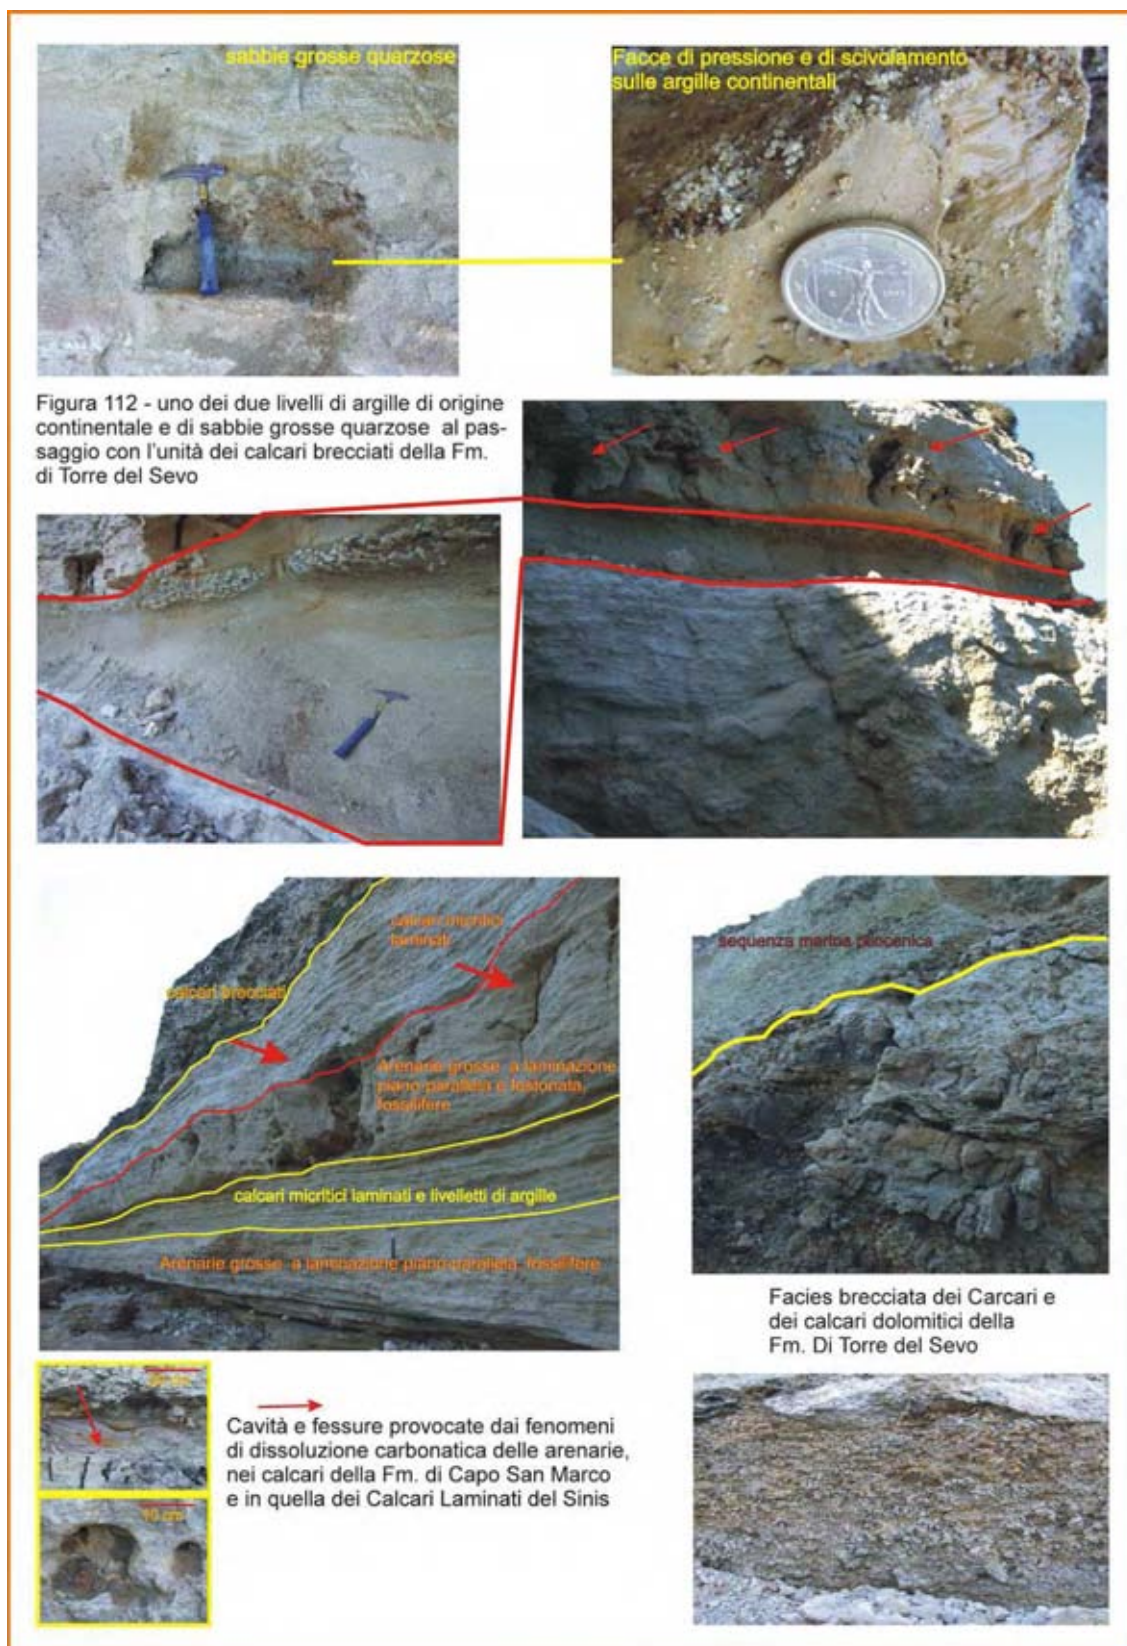 sabbie grosse quarzose
Facce di pressione e di scivolamento
sulle argille continentali
Figura 112 - uno dei due livelli di argille di origine
continentale e di sabbie grosse quarzose al pas-
saggio con l'unità dei calcari brecciati della Fm.
di Torre del Sevo
calcari micritici
laminati
calcari brecciati
Arenarie grosse a laminazione
piano-parallela e festonata,
fossilifere
calcari micritici laminati e livelletti di argille
Arenarie grosse a laminazione piano-parallela, fossilifere
sequenza marina pliocenica
Facies brecciata dei Carcari e
dei calcari dolomitici della
Fm. Di Torre del Sevo
cm
10 cm
Cavità e fessure provocate dai fenomeni
di dissoluzione carbonatica delle arenarie,
nei calcari della Fm. di Capo San Marco
e in quella dei Calcari Laminati del Sinis